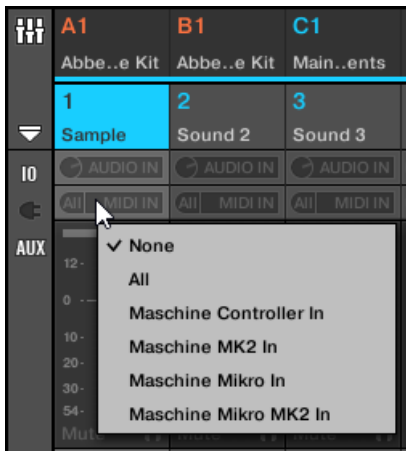 A1 B1 C1
Abbe..e Kit Abbe..e Kit Main..ents
1 2 3
Sample Sound 2 Sound 3
IO AUDIO IN AUDIO IN AUDIO IN
All MIDI IN All MIDI IN All MIDI IN
AUX
None
12-
All
0
Maschine Controller In
10-
Maschine MK2 In
20-
Maschine Mikro In
30-
54-
Maschine Mikro MK2 In
Mute Mute Mute